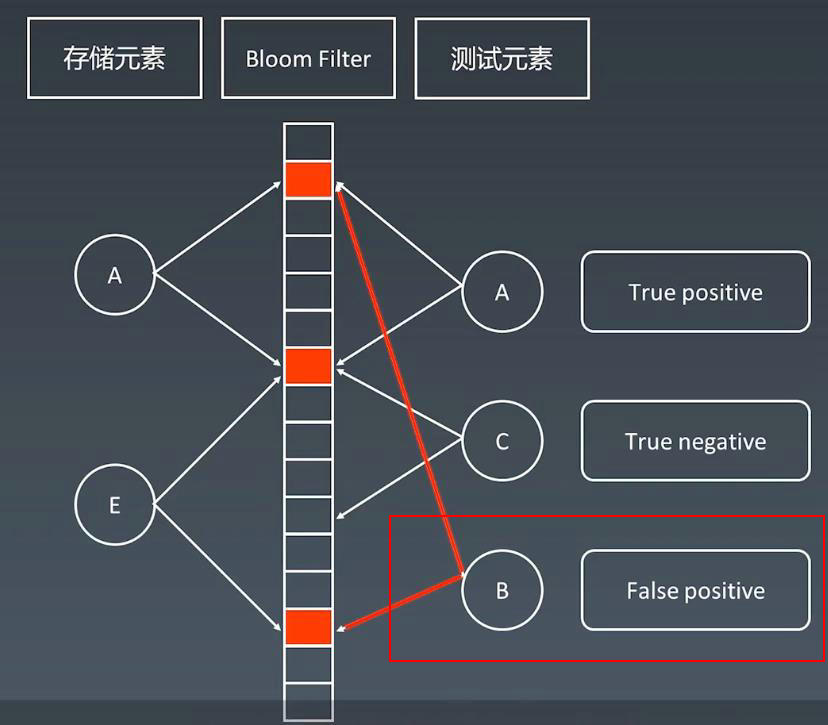 存储元素
Bloom Filter
测试元素
A
A
True positive
C
True negative
E
B
False positive